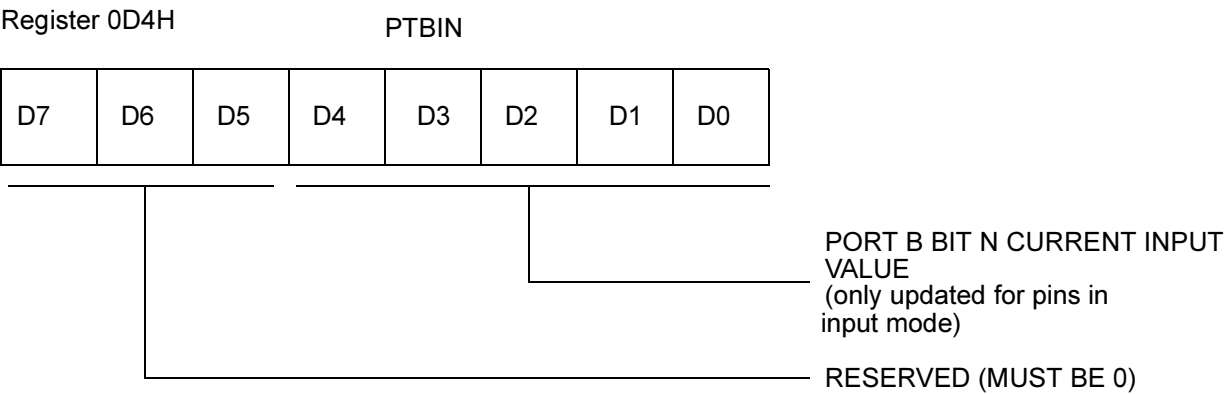 Register 0D4H
PTBIN
D7 D6 D5 D4 D3 D2 D1 D0
PORT B BIT N CURRENT INPUT
VALUE
(only updated for pins in
input mode)
RESERVED (MUST BE 0)